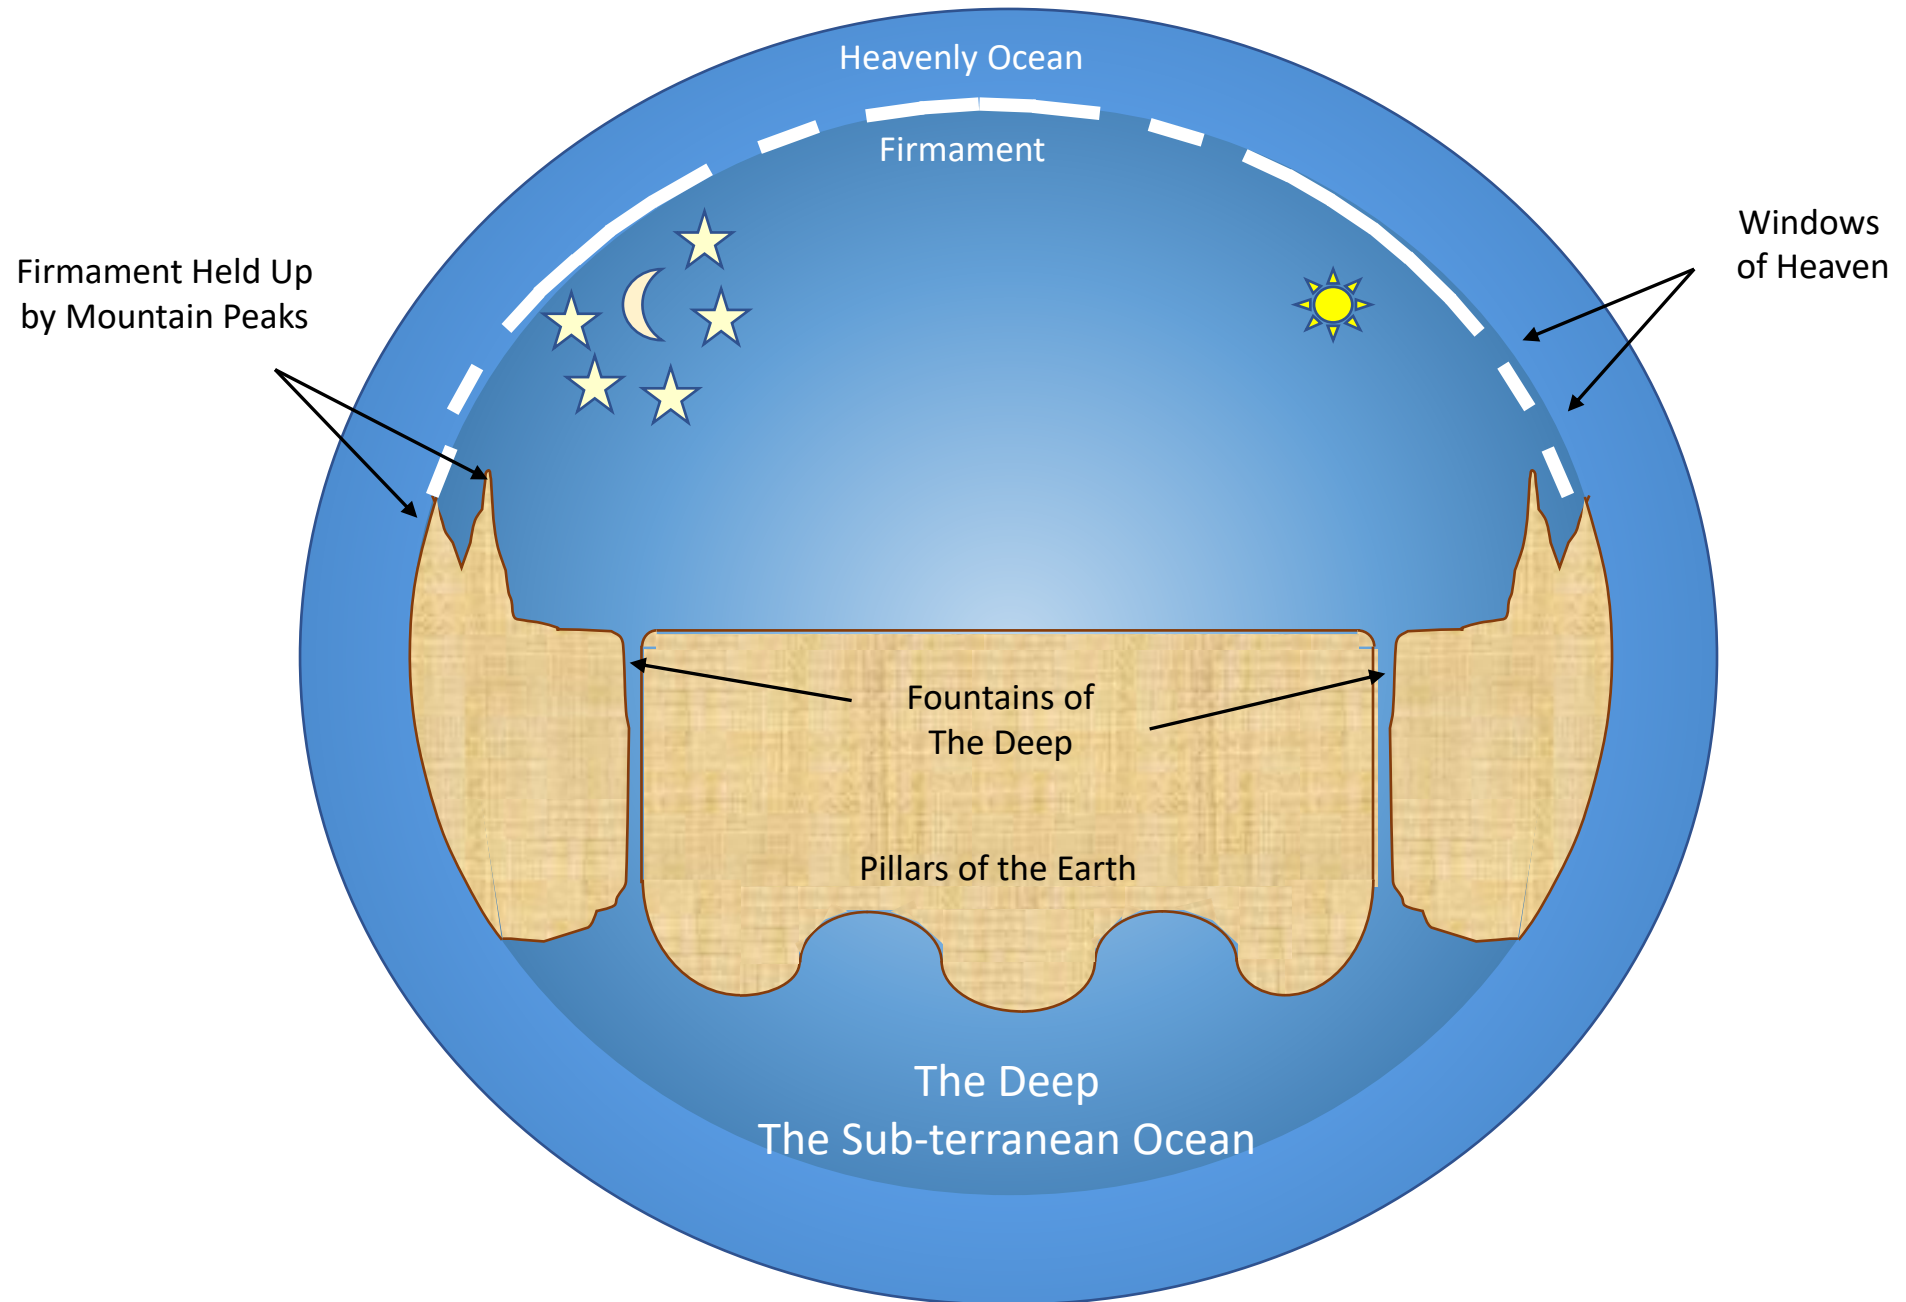 Heavenly Ocean
Firmament
Windows
of Heaven
Firmament Held Up
by Mountain Peaks
Fountains of
The Deep
Pillars of the Earth
The Deep
The Sub-terranean Ocean